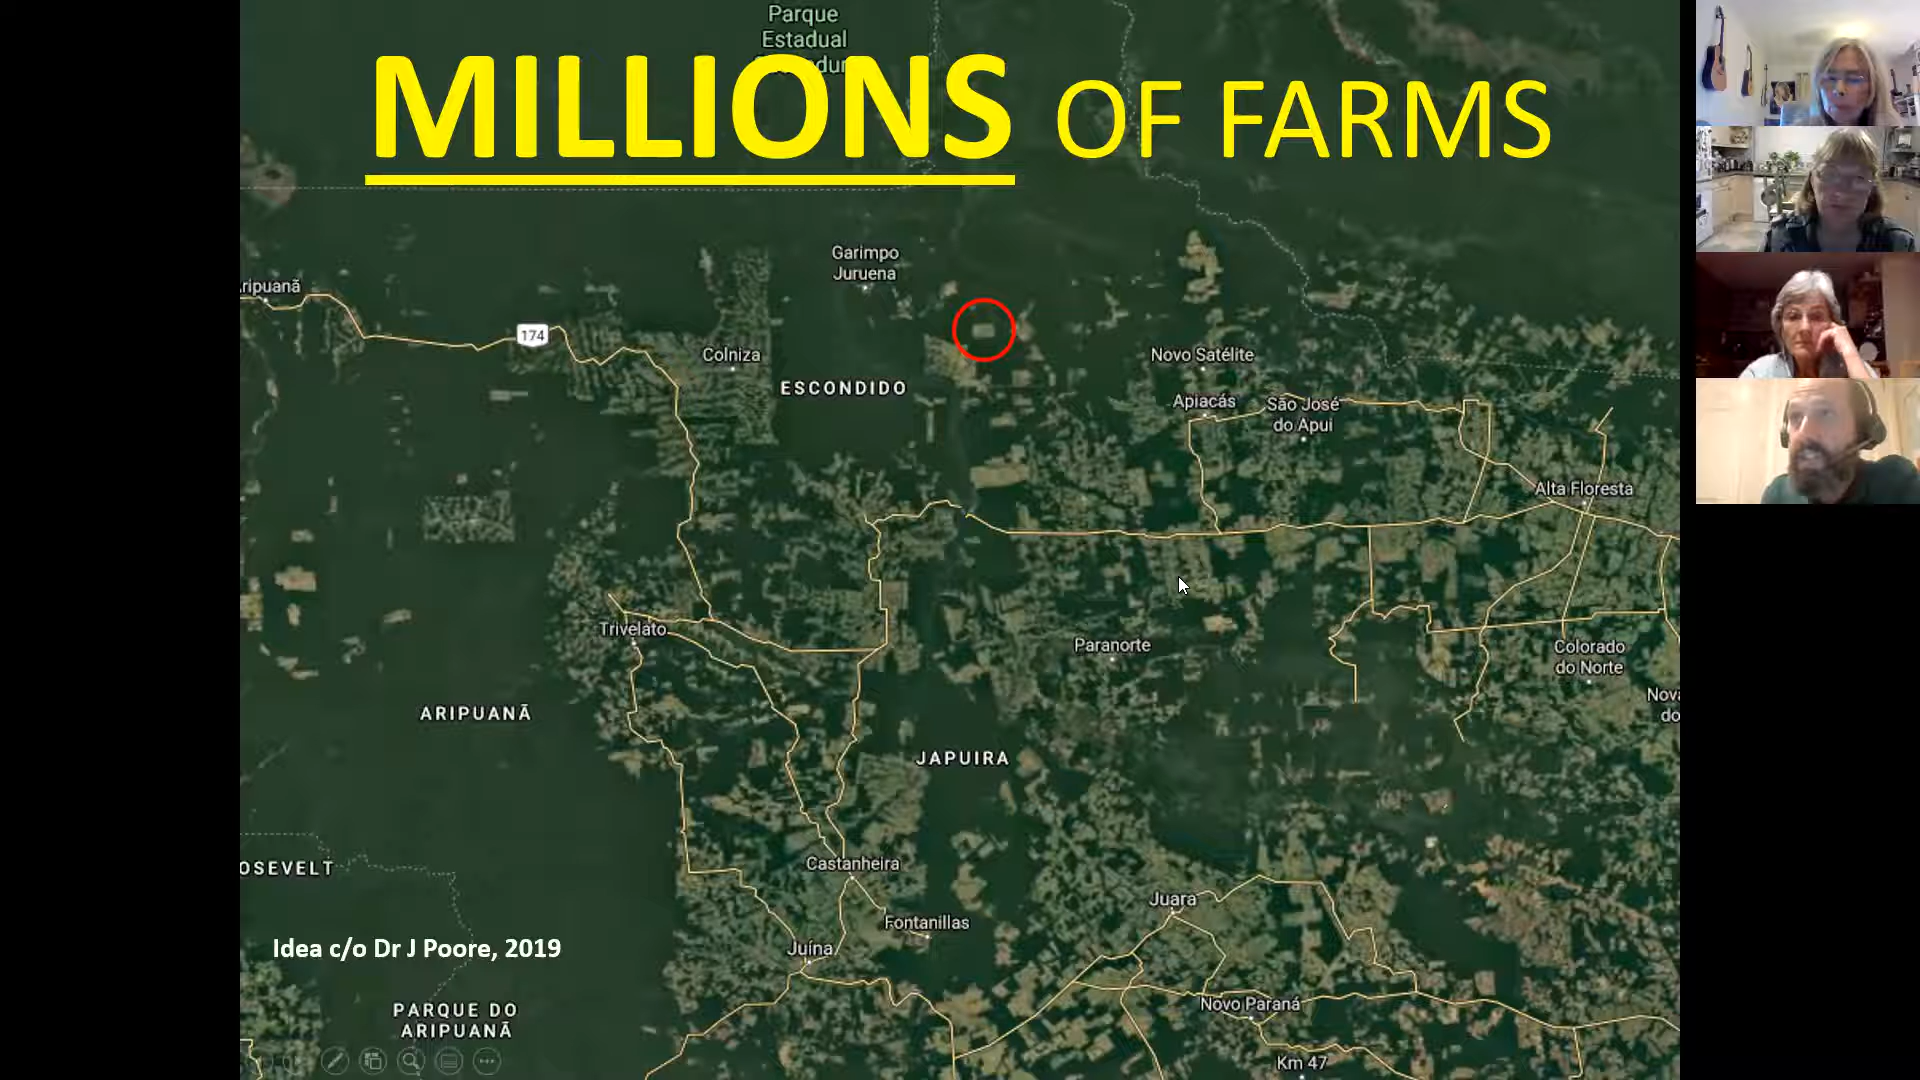 Parque
Estadual
MILLIONS OF FARMS
Garimpo
Juruena
ripuanã
174
Colniza
Novo Satélite
ESCONDIDO
Apiacás
São José
do Apui
Alta Floresta
Trivelato
Paranorte
Colorado
do Norte
Nova
do
ARIPUANÃ
JAPUIRA
Castanheira
OSEVELT
Juara
Fontanillas
Idea c/o Dr J Poore, 2019
Juína
Novo Paraná
PARQUE DO
ARIPUANÃ
Km 47